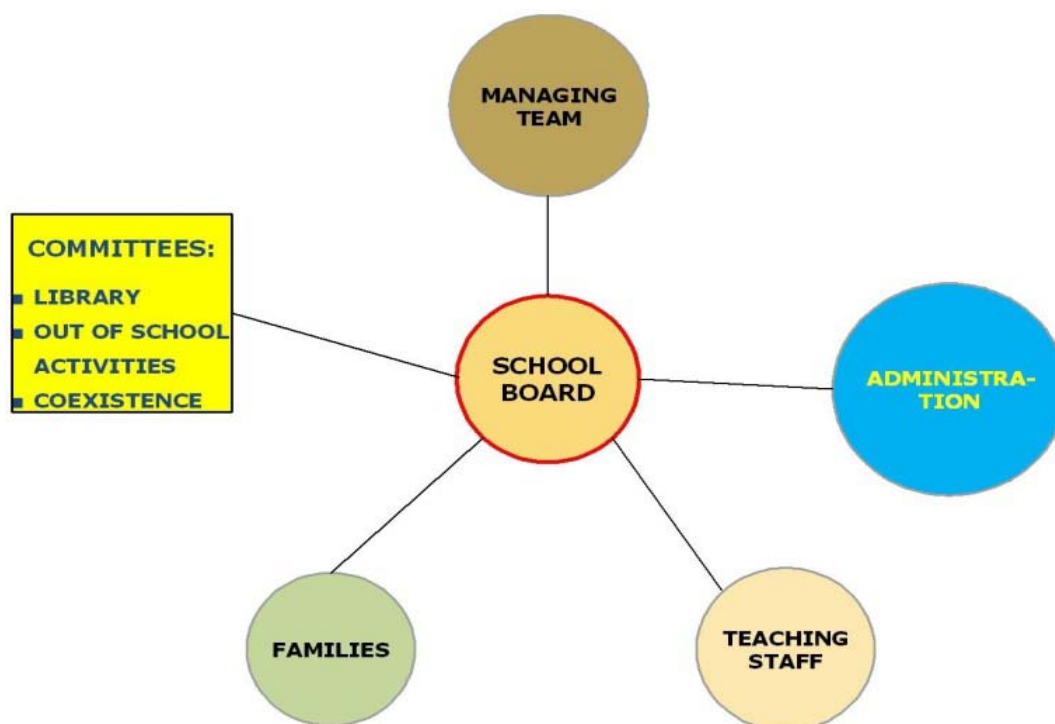 MANAGING
TEAM
COMMITTEES:
▪ LIBRARY
▪ OUT OF SCHOOL
ACTIVITIES
▪ COEXISTENCE
SCHOOL
BOARD
ADMINISTRA-
TION
FAMILIES
TEACHING
STAFF